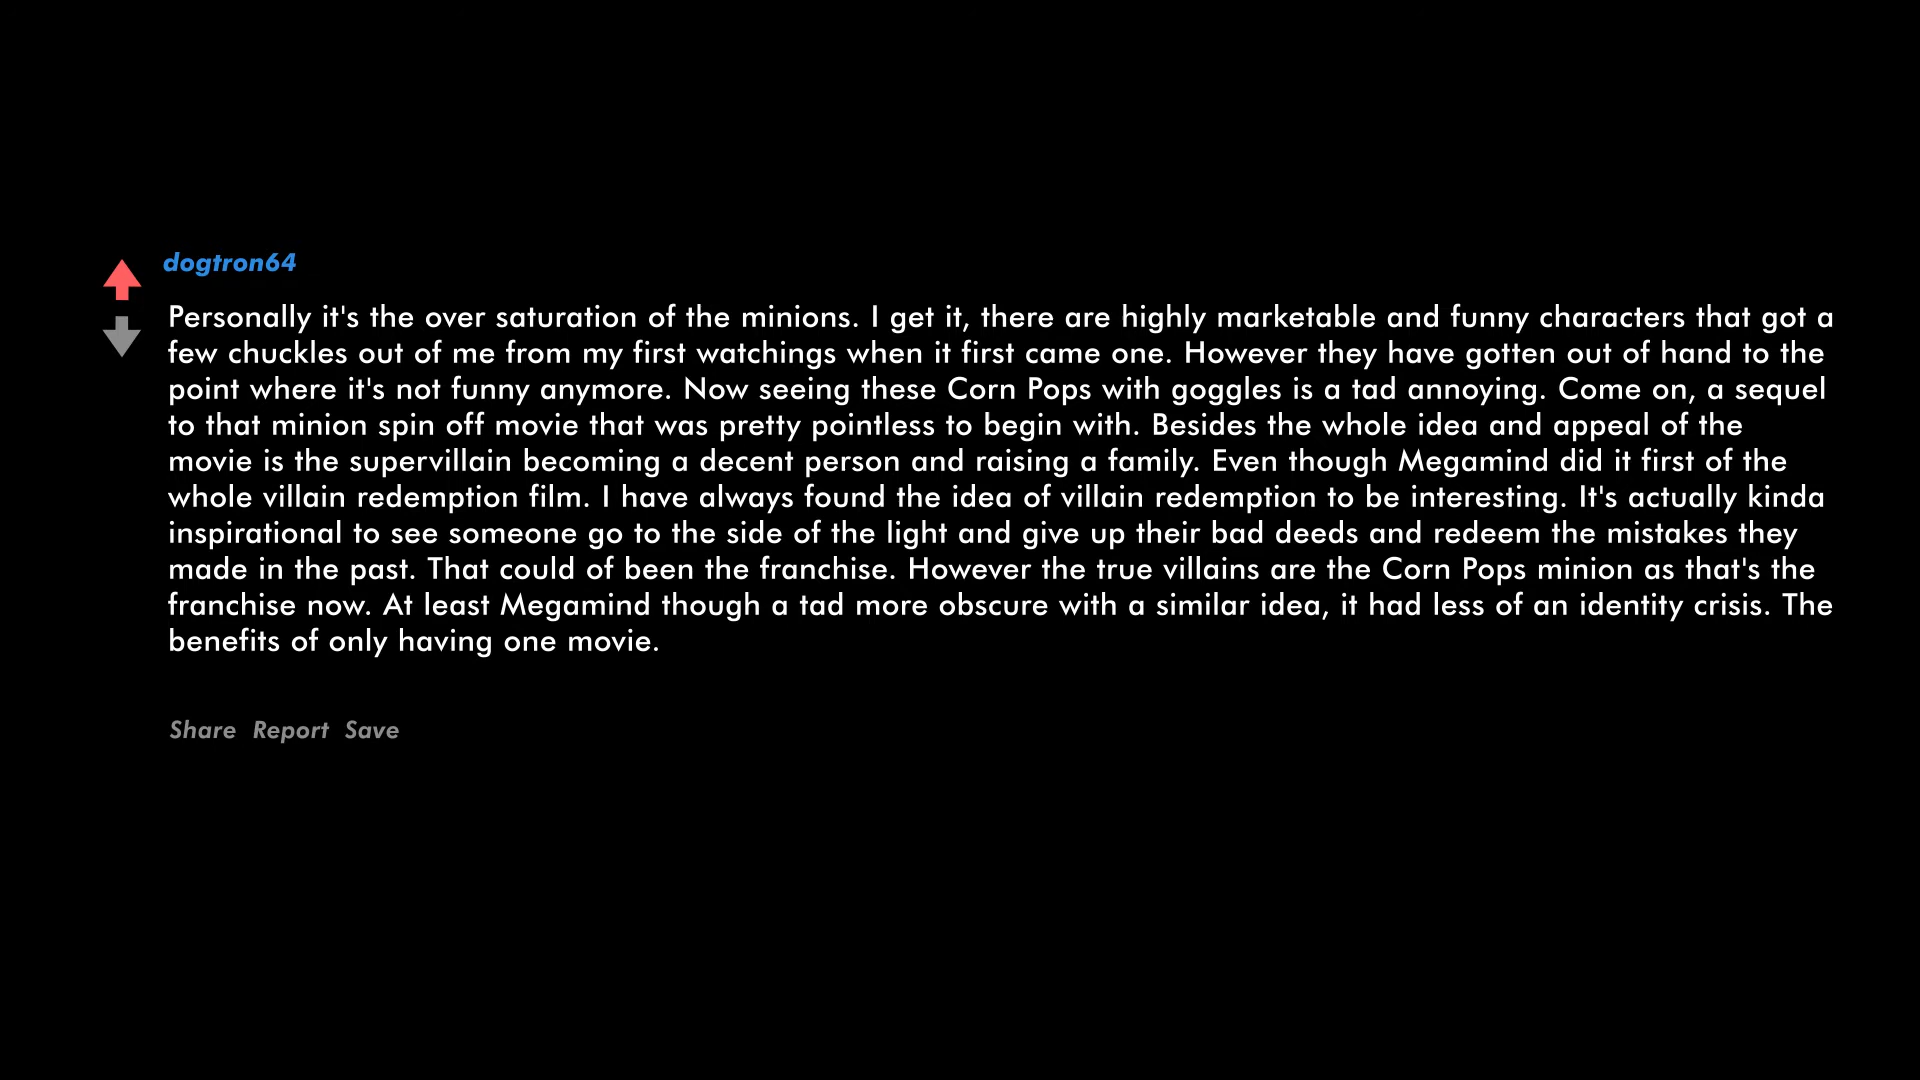 dogtron64
Personally it's the over saturation of the minions. I get it, there are highly marketable and funny characters that got a
few chuckles out of me from my first watchings when it first came one. However they have gotten out of hand to the
point where it's not funny anymore. Now seeing these Corn Pops with goggles is a tad annoying. Come on, a sequel
to that minion spin off movie that was pretty pointless to begin with. Besides the whole idea and appeal of the
movie is the supervillain becoming a decent person and raising a family. Even though Megamind did it first of the
whole villain redemption film. I have always found the idea of villain redemption to be interesting. It's actually kinda
inspirational to see someone go to the side of the light and give up their bad deeds and redeem the mistakes they
made in the past. That could of been the franchise. However the true villains are the Corn Pops minion as that's the
franchise now. At least Megamind though a tad more obscure with a similar idea, it had less of an identity crisis. The
benefits of only having one movie.
Share Report Save